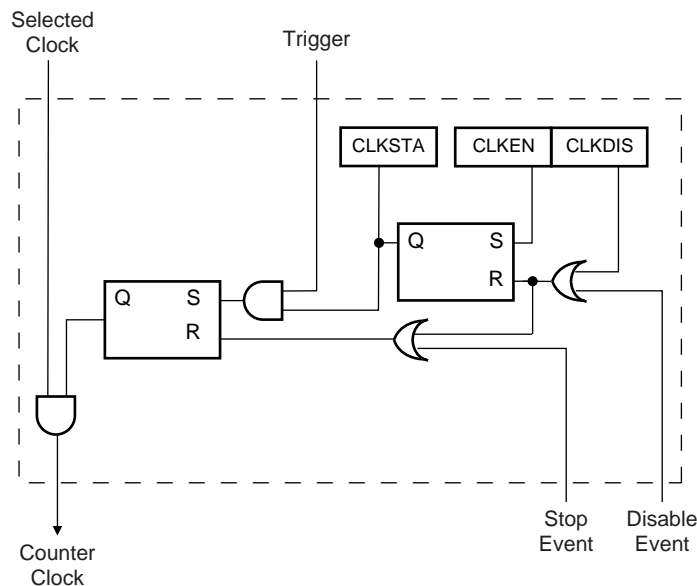 Selected
Clock
Trigger
CLKSTA
CLKEN
CLKDIS
Q
S
R
Q
S
R
Stop
Event
Disable
Event
Counter
Clock